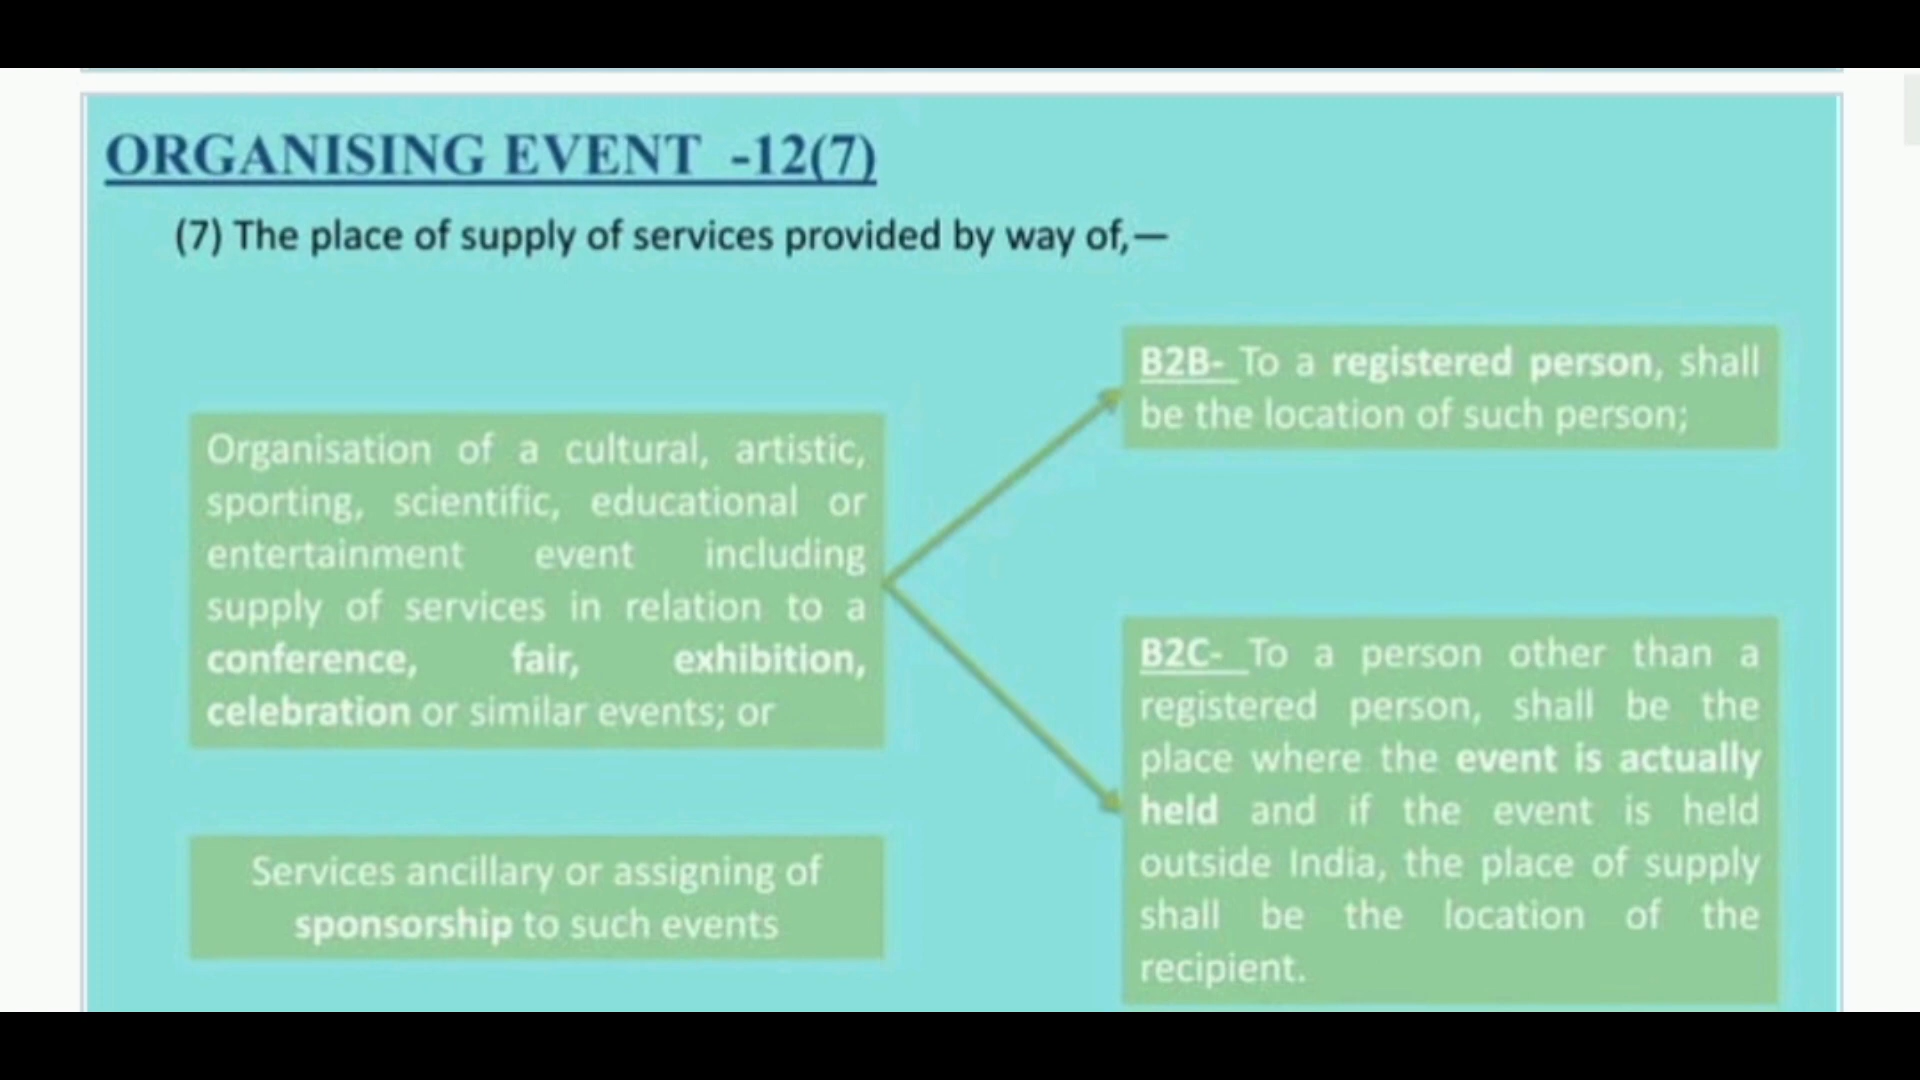 ORGANISING EVENT -12(7)
(7) The place of supply of services provided by way of,—
Organisation of a cultural, artistic,
sporting, scientific, educational or
entertainment event including
supply of services in relation to a
conference, fair, exhibition,
celebration or similar events; or
Services ancillary or assigning of
sponsorship to such events
B2B- To a registered person, shall
be the location of such person;
B2C- To a person other than a
registered person, shall be the
place where the event is actually
held and if the event is held
outside India, the place of supply
shall be the location of the
recipient.